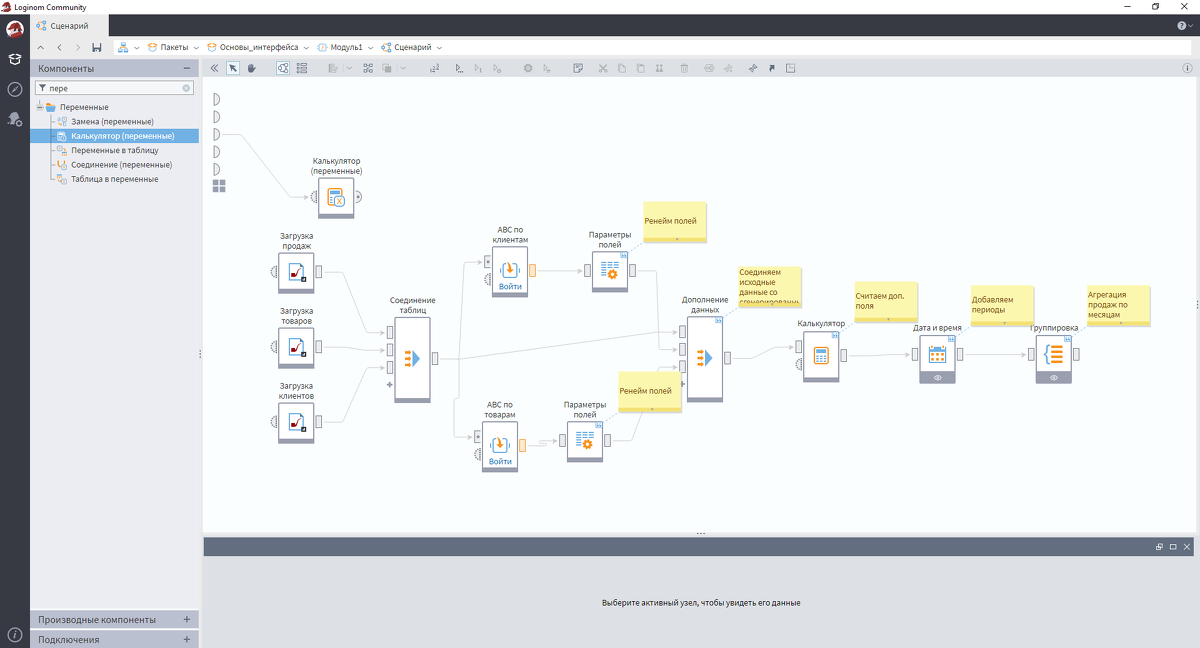 Loginom Community
Сценарий
Пакеты
Основы_интерфейса
Модуль1
Сценарий
Компоненты
пере
Переменные
Замена (переменные)
Калькулятор (переменные)
Переменные в таблицу
Соединение (переменные)
Таблица в переменные
Производные компоненты
Подключения
Калькулятор
(переменные)
Загрузка
продаж
Загрузка
товаров
Загрузка
клиентов
Соединение
таблиц
ABC по
клиентам
Войти
Параметры
полей
Ренейм полей
ABC по
товарам
Войти
Параметры
полей
Ренейм полей
Дополнение
данных
Соединяем
исходные
данные со
сгенерированны
Калькулятор
Считаем доп.
поля
Дата и время
Добавляем
периоды
Группировка
Агрегация
продаж по
месяцам
Выберите активный узел, чтобы увидеть его данные